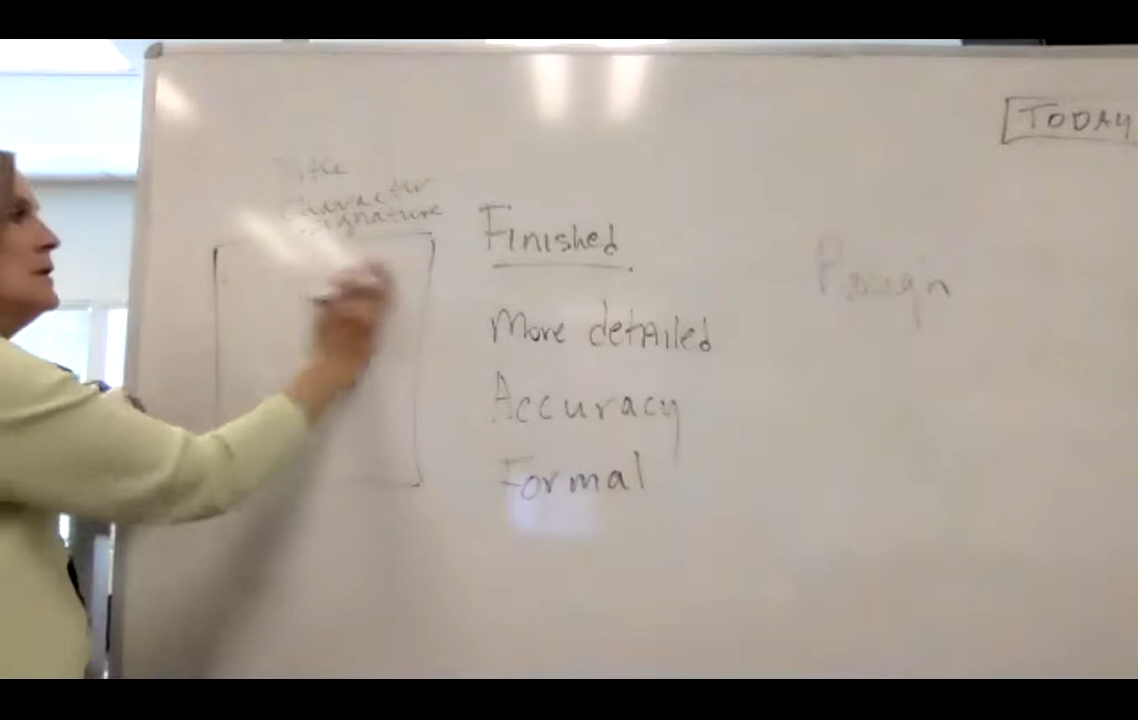 TODAY
Title
Character
Signature
Finished
More detailed
Accuracy
Formal
Rough